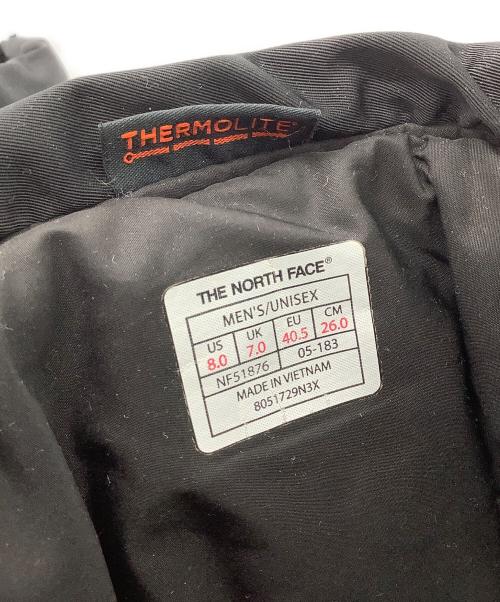 THERMOLITE®
THE NORTH FACE®
MEN'S/UNISEX
US UK EU CM
8.0 7.0 40.5 26.0
NF51876 05-183
MADE IN VIETNAM
8051729N3X